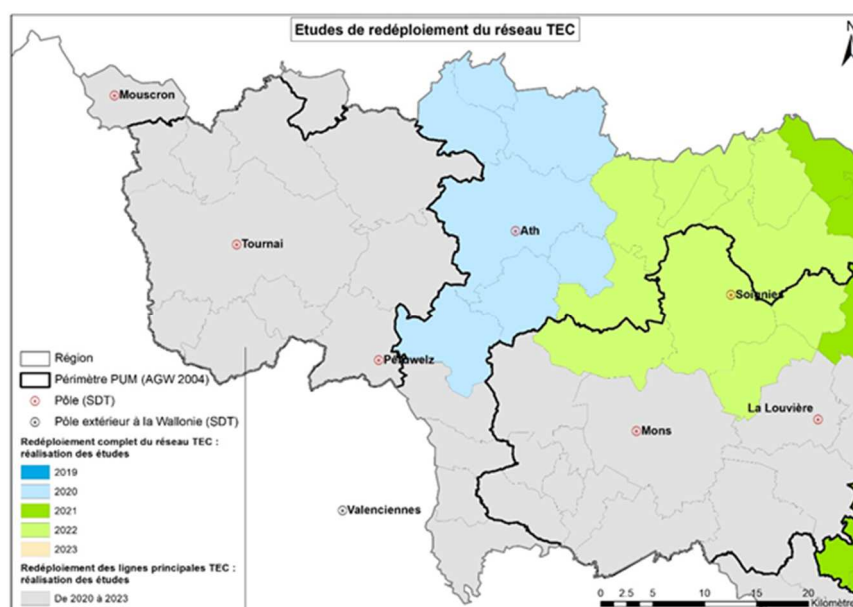 Etudes de redéploiement du réseau TEC
N
Mouscron
Ath
Tournai
Soignies
Péruwelz
La Louvière
Mons
Valenciennes
Région
Périmètre PUM (AGW 2004)
Pôle (SDT)
Pôle extérieur à la Wallonie (SDT)
Redéploiement complet du réseau TEC :
réalisation des études
2019
2020
2021
2022
2023
Redéploiement des lignes principales TEC :
réalisation des études
De 2020 à 2023
0 2.5 5 10 15 20
Kilomètre